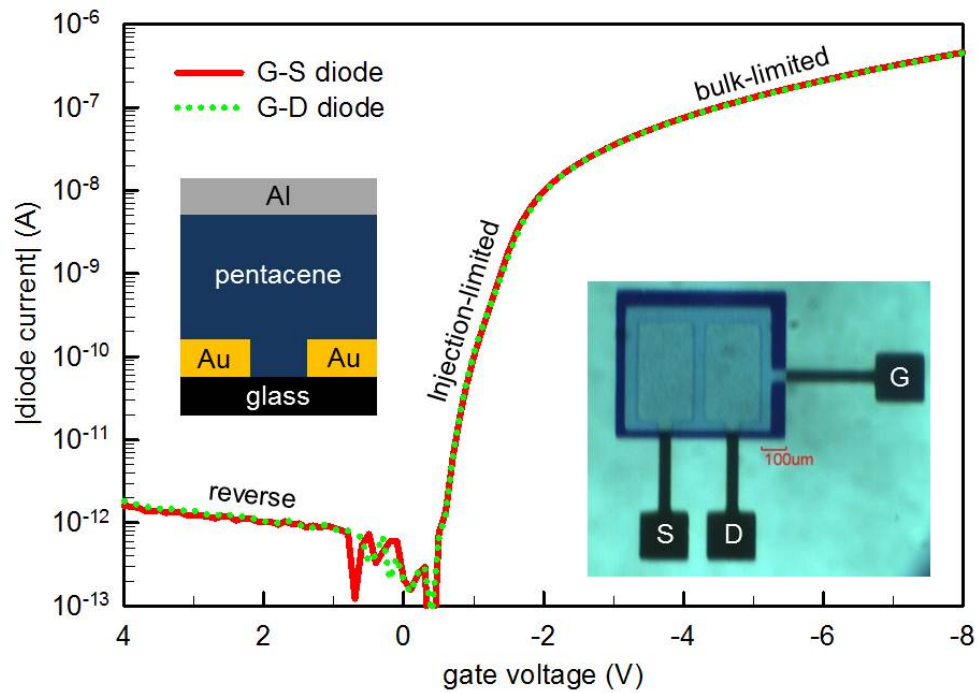 10^-6
10^-7
10^-8
10^-9
10^-10
10^-11
10^-12
10^-13
|diode current| (A)
G-S diode
G-D diode
bulk-limited
Injection-limited
reverse
Al
pentacene
Au Au
glass
G
100um
S D
4 2 0 -2 -4 -6 -8
gate voltage (V)